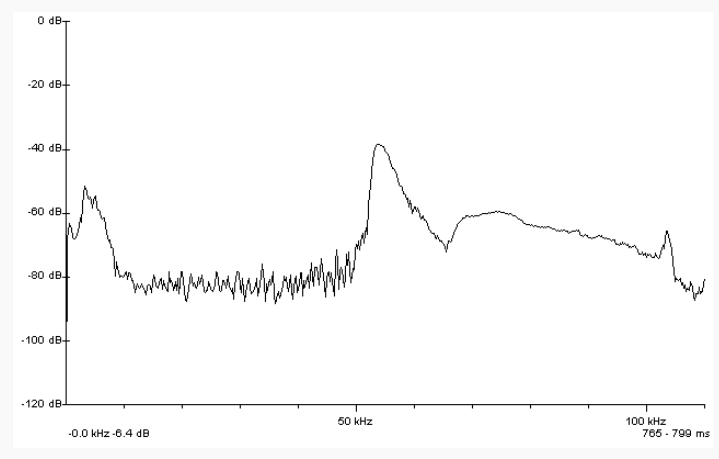 0 dB
-20 dB
-40 dB
-60 dB
-80 dB
-100 dB
-120 dB
50 kHz
100 kHz
-0.0 kHz -6.4 dB
765 - 799 ms